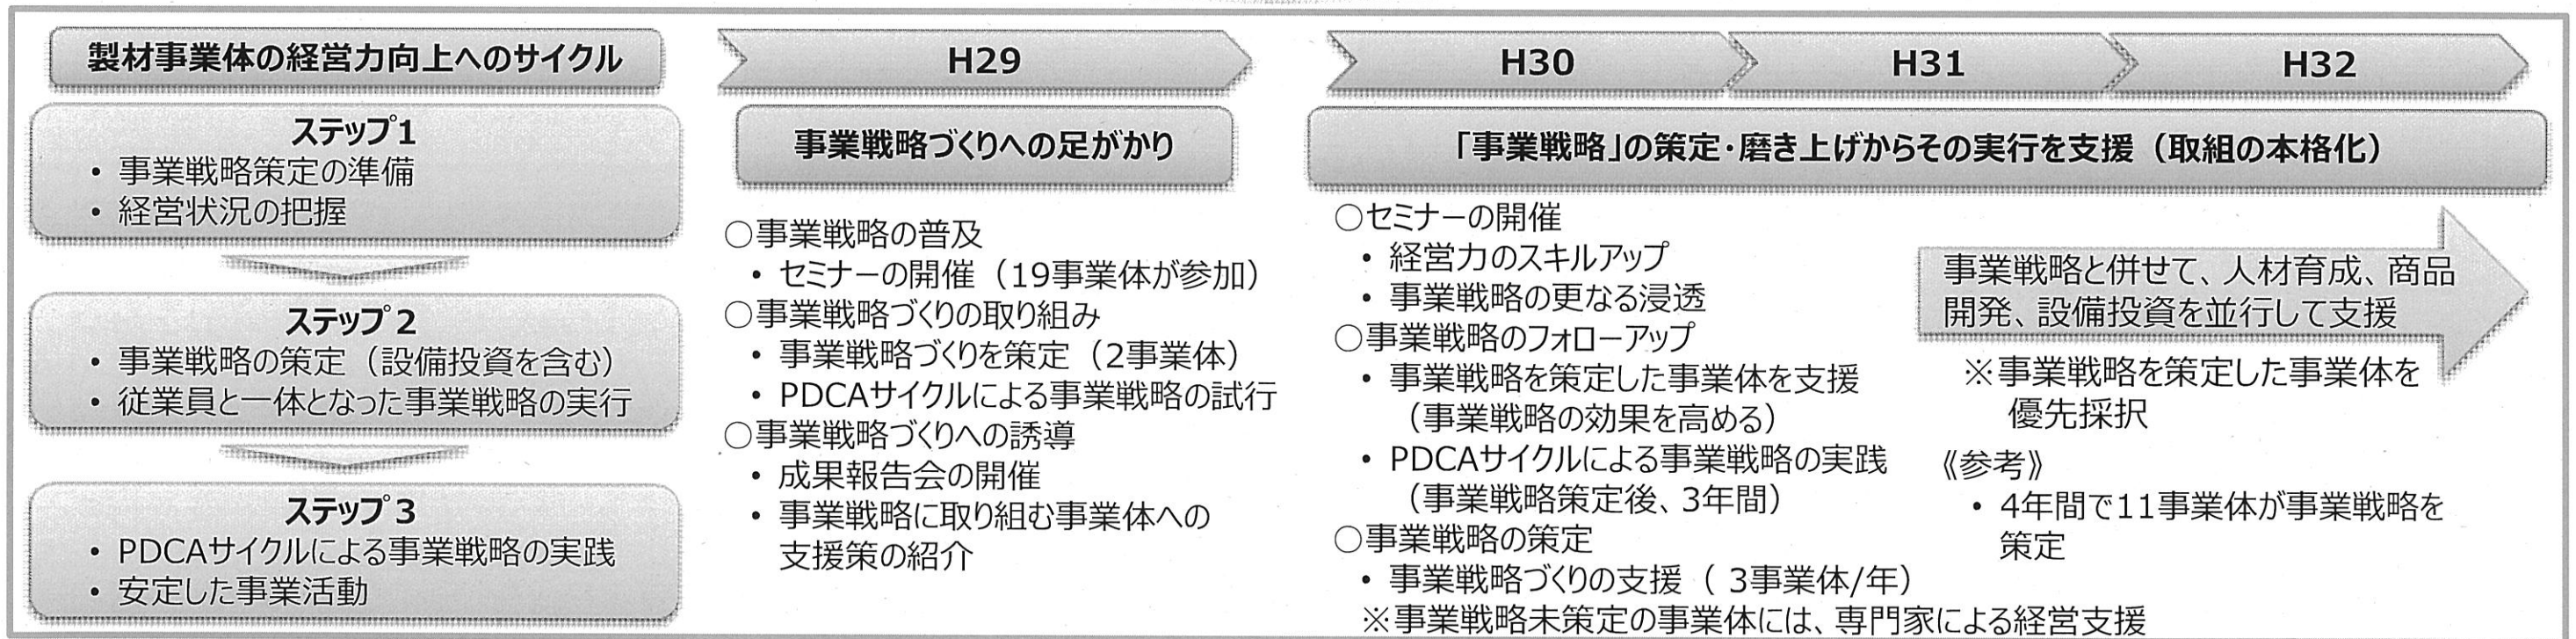 製材事業体の経営力向上へのサイクル
ステップ1
• 事業戦略策定の準備
• 経営状況の把握
ステップ2
• 事業戦略の策定（設備投資を含む）
• 従業員と一体となった事業戦略の実行
ステップ3
• PDCAサイクルによる事業戦略の実践
• 安定した事業活動
H29
事業戦略づくりへの足がかり
○事業戦略の普及
• セミナーの開催（19事業体が参加）
○事業戦略づくりの取り組み
• 事業戦略づくりを策定（2事業体）
• PDCAサイクルによる事業戦略の試行
○事業戦略づくりへの誘導
• 成果報告会の開催
• 事業戦略に取り組む事業体への
支援策の紹介
H30
H31
H32
「事業戦略」の策定・磨き上げからその実行を支援（取組の本格化）
○セミナーの開催
• 経営力のスキルアップ
• 事業戦略の更なる浸透
○事業戦略のフォローアップ
• 事業戦略を策定した事業体を支援
（事業戦略の効果を高める）
• PDCAサイクルによる事業戦略の実践
（事業戦略策定後、3年間）
○事業戦略の策定
• 事業戦略づくりの支援（ 3事業体/年）
※事業戦略未策定の事業体には、専門家による経営支援
事業戦略と併せて、人材育成、商品
開発、設備投資を並行して支援
※事業戦略を策定した事業体を
優先採択
《参考》
• 4年間で11事業体が事業戦略を
策定